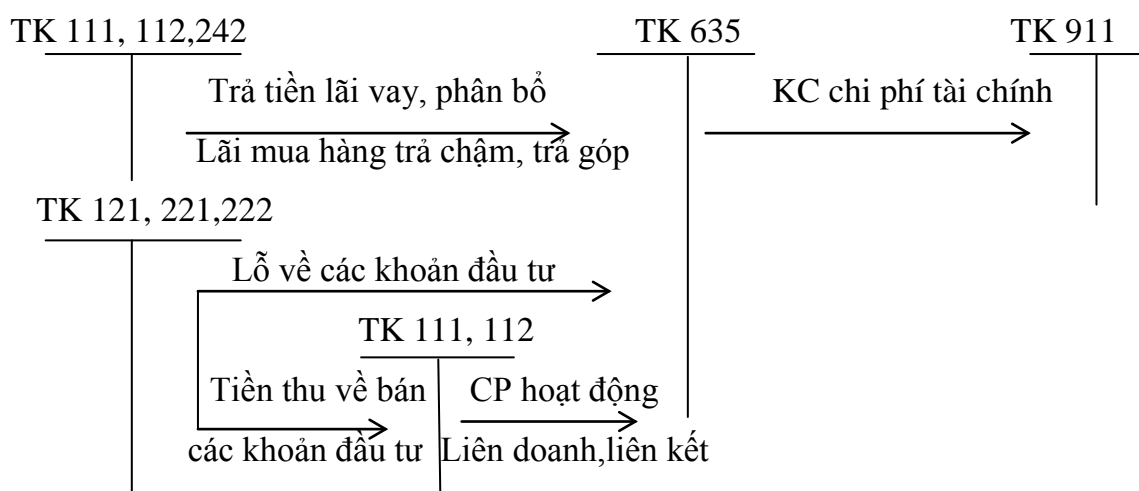 TK 111, 112,242 TK 635 TK 911
Trả tiền lãi vay, phân bổ KC chi phí tài chính
Lãi mua hàng trả chậm, trả góp
TK 121, 221,222
Lỗ về các khoản đầu tư
TK 111, 112
Tiền thu về bán CP hoạt động
các khoản đầu tư Liên doanh,liên kết